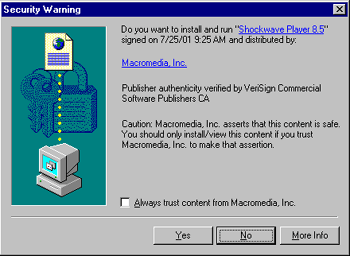 Security Warning
Do you want to install and run "Shockwave Player 8.5"
signed on 7/25/01 9:25 AM and distributed by:
Macromedia, Inc.
Publisher authenticity verified by VeriSign Commercial
Software Publishers CA
Caution: Macromedia, Inc. asserts that this content is safe.
You should only install/view this content if you trust
Macromedia, Inc. to make that assertion.
Always trust content from Macromedia, Inc.
Yes No More Info